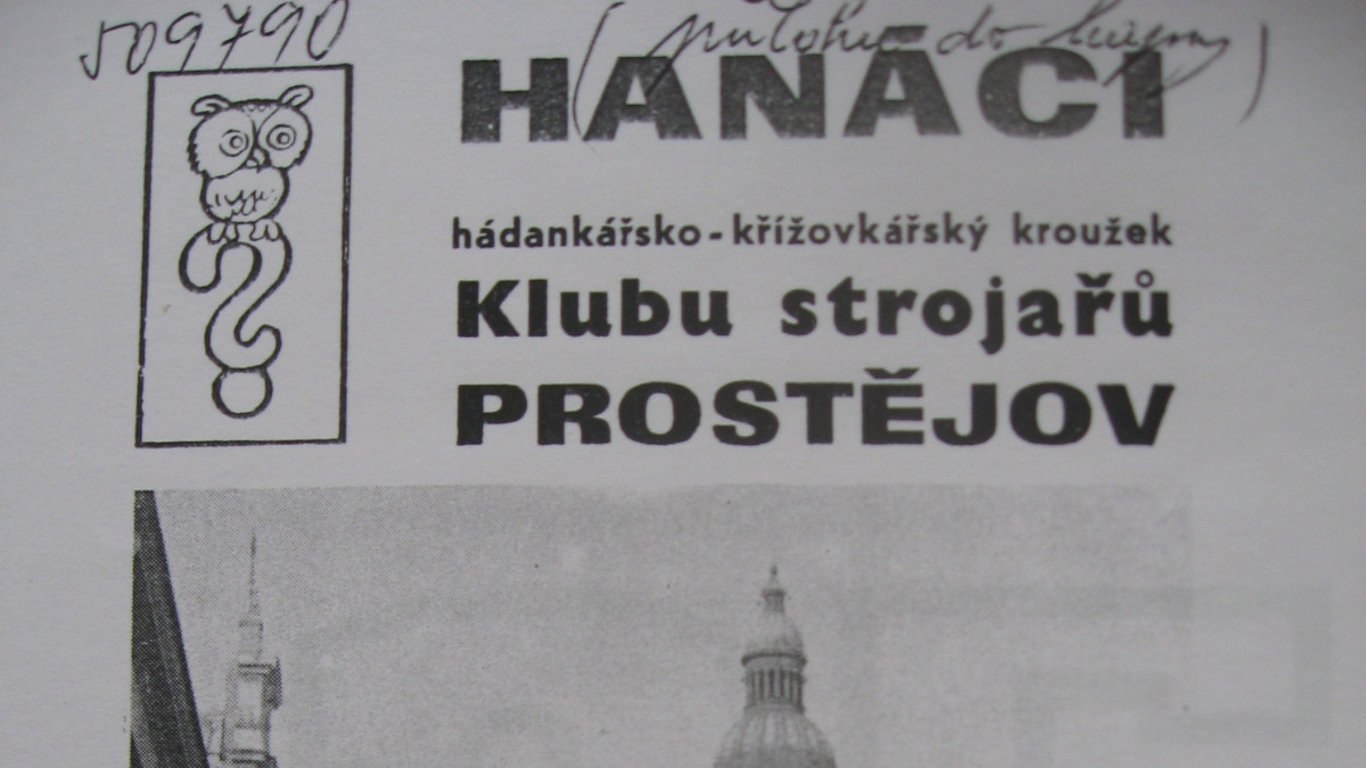 509790
HANÁCI
hádankářsko-křížovkářský kroužek
Klubu strojařů
PROSTĚJOV